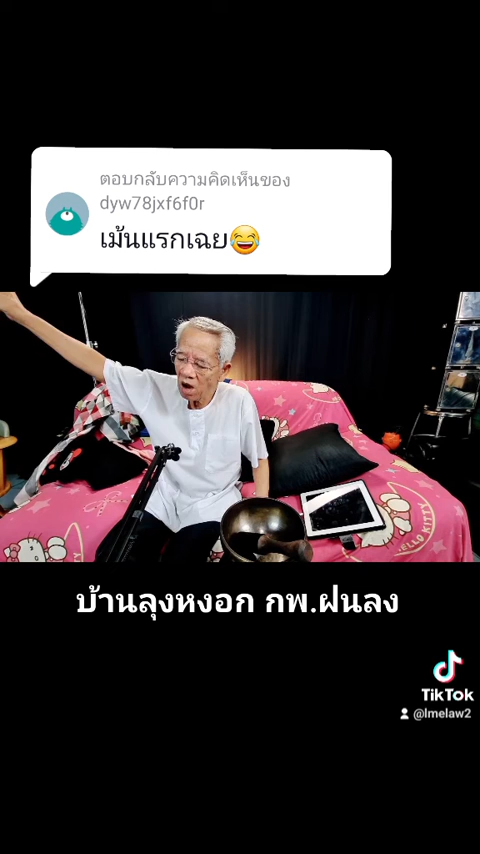 ตอบกลับความคิดเห็นของ
dyw78jxf6f0r
เม้นแรกเฉย😂
HELLO KITTY
บ้านลุงหงอก กพ.ฝนลง
TikTok
@lmelaw2